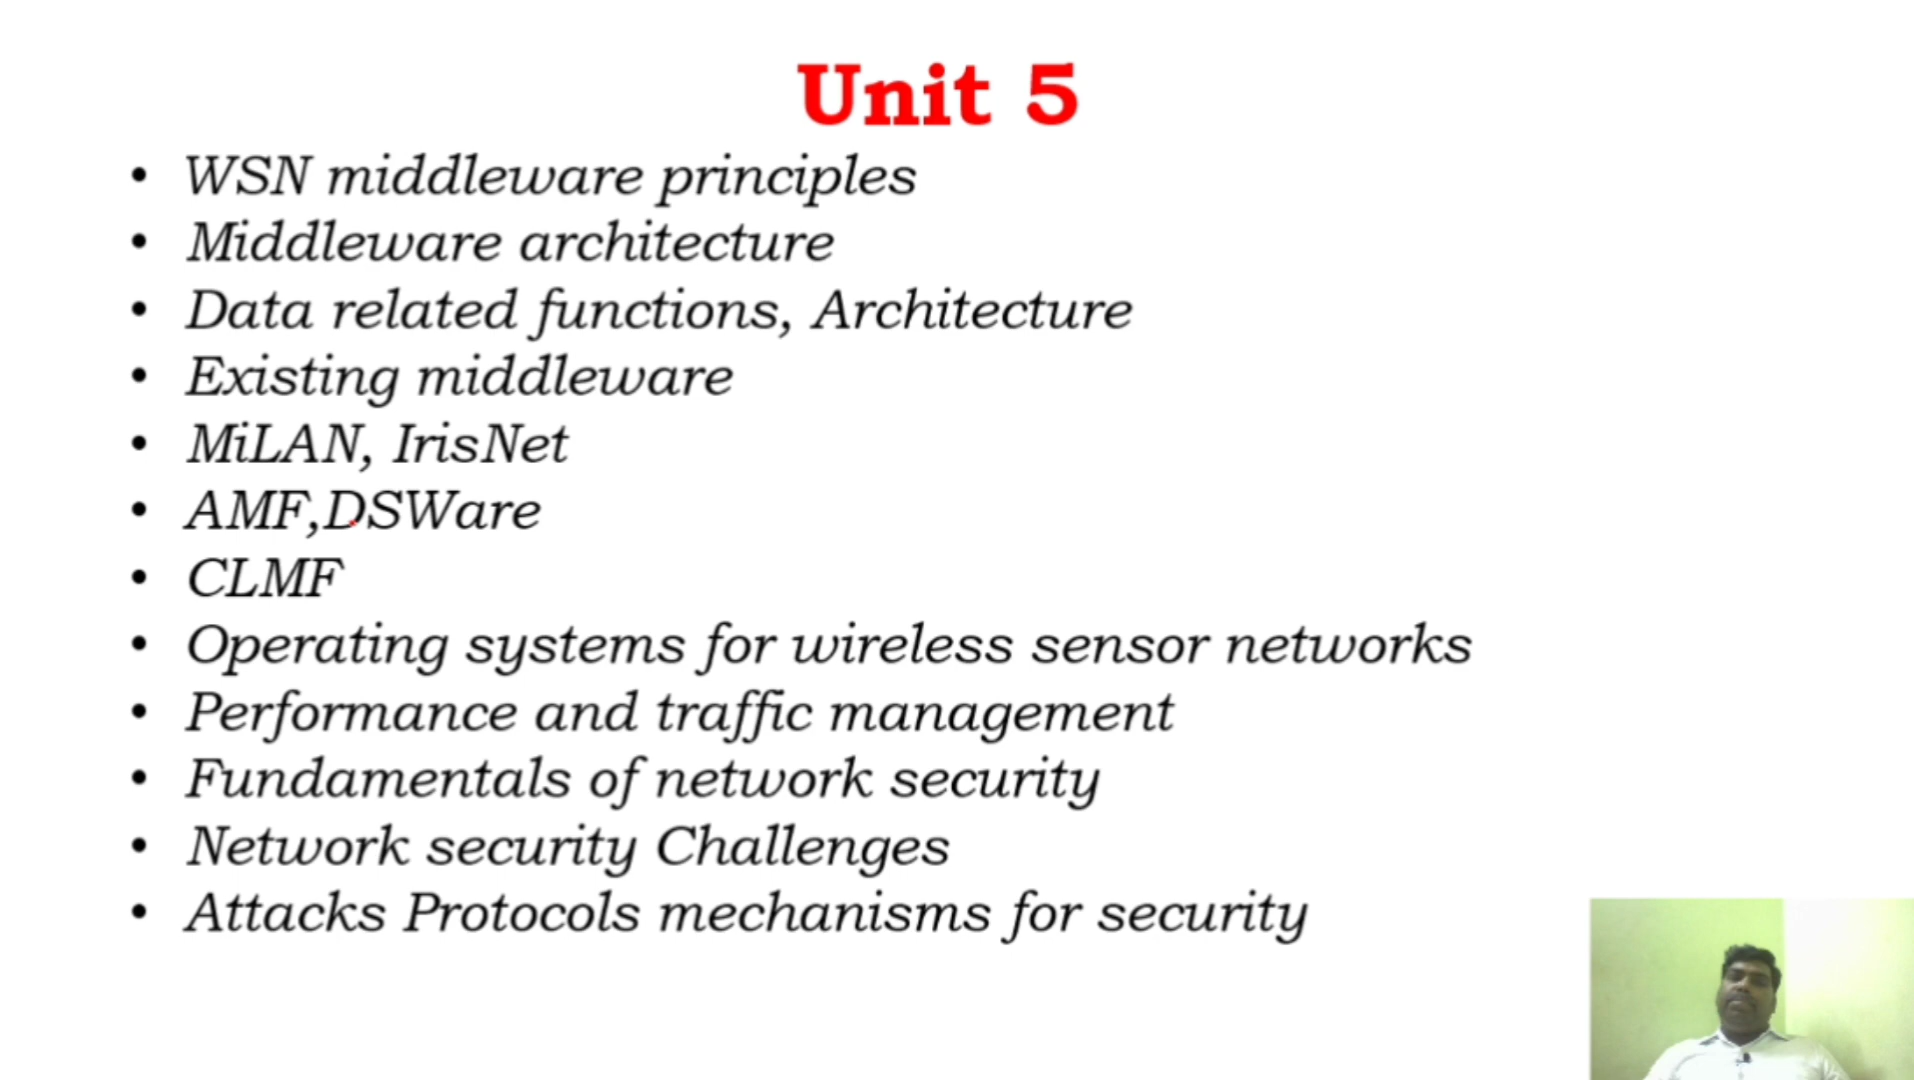 Unit 5
• WSN middleware principles
• Middleware architecture
• Data related functions, Architecture
• Existing middleware
• MiLAN, IrisNet
• AMF,DSWare
• CLMF
• Operating systems for wireless sensor networks
• Performance and traffic management
• Fundamentals of network security
• Network security Challenges
• Attacks Protocols mechanisms for security